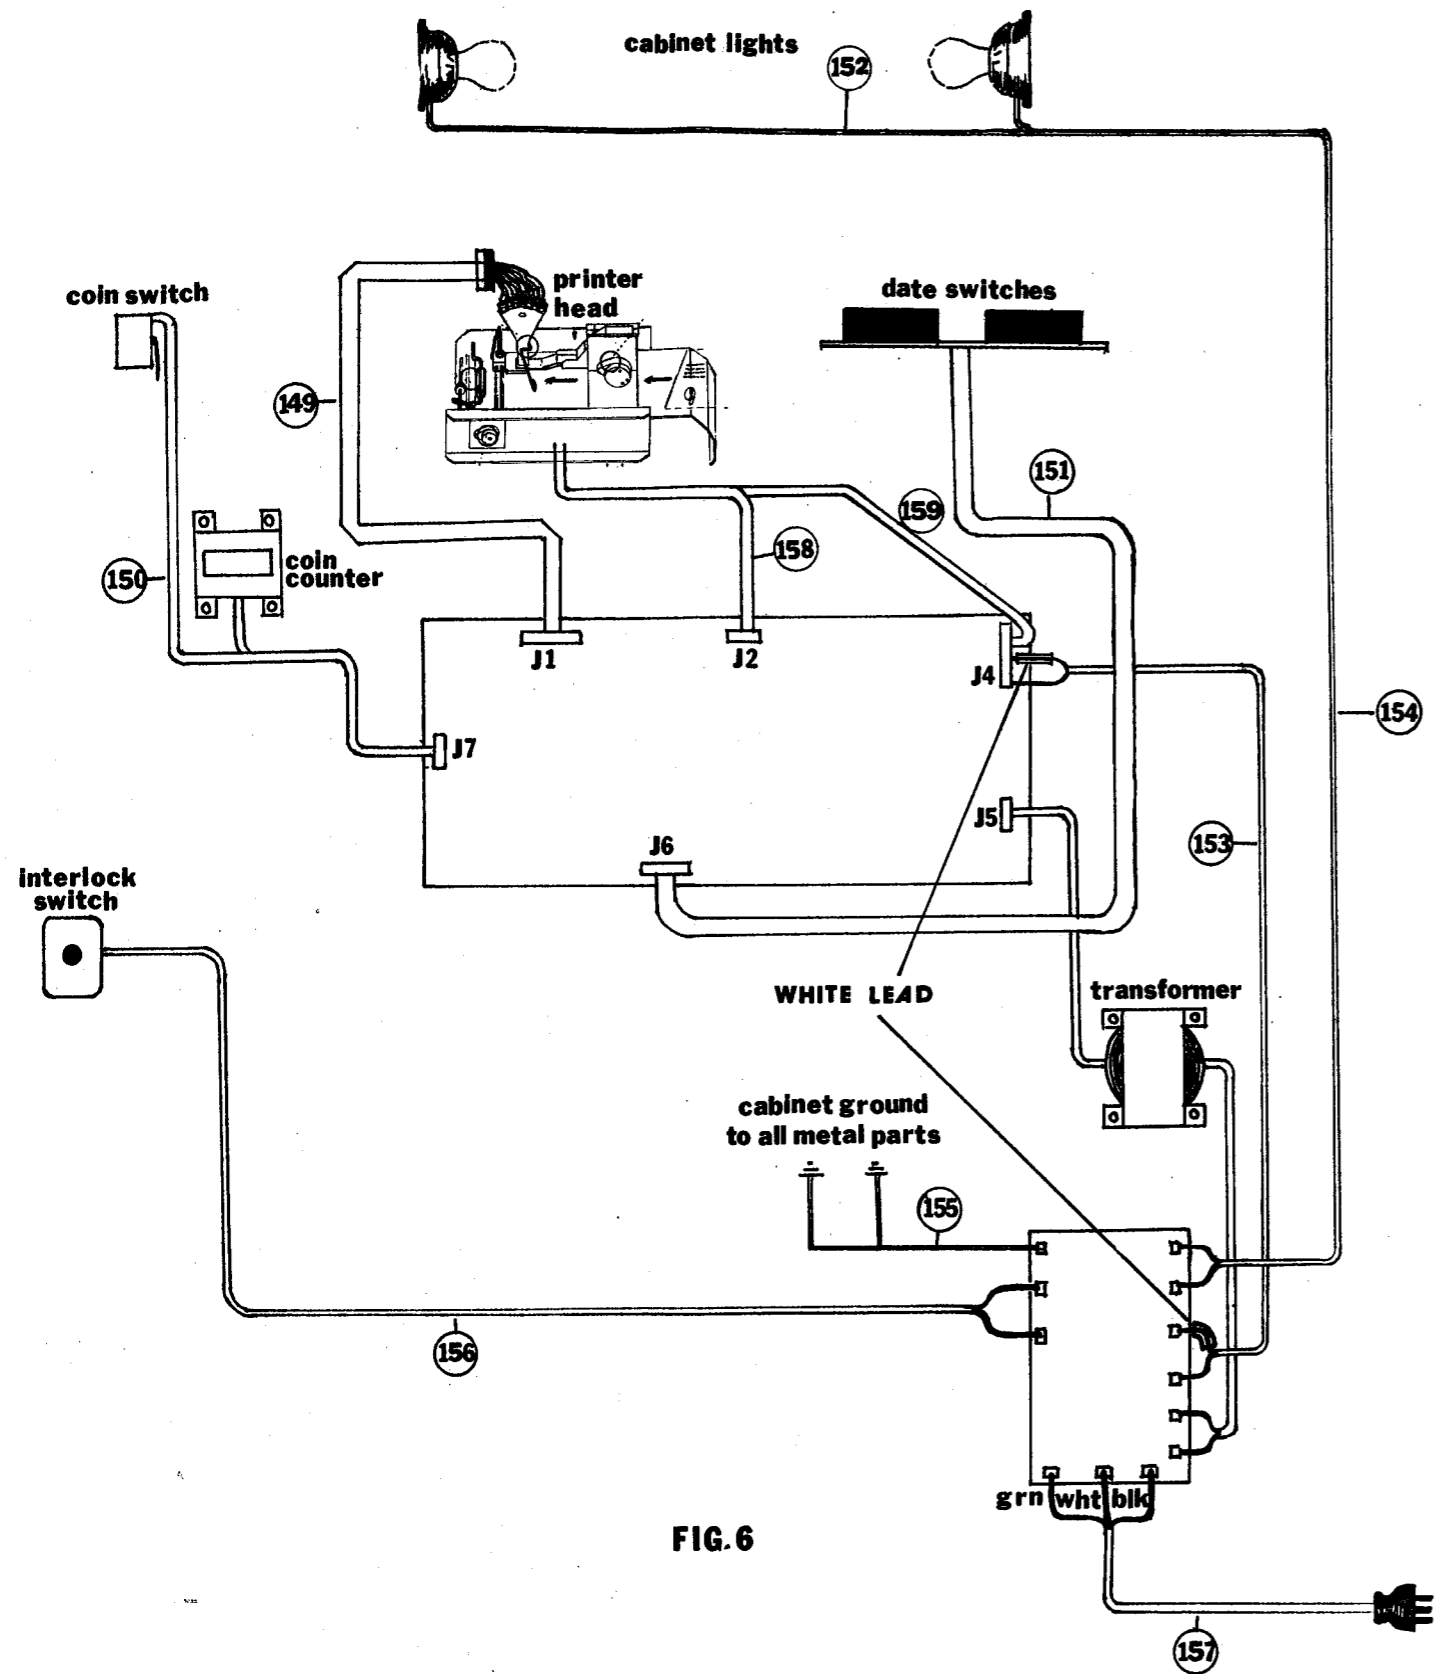 cabinet lights
152
coin switch
printer
head
date switches
149
151
159
158
150
coin
counter
J1
J2
J4
154
J7
J5
153
J6
interlock
switch
WHITE LEAD
transformer
cabinet ground
to all metal parts
155
156
grn wht blk
FIG. 6
157